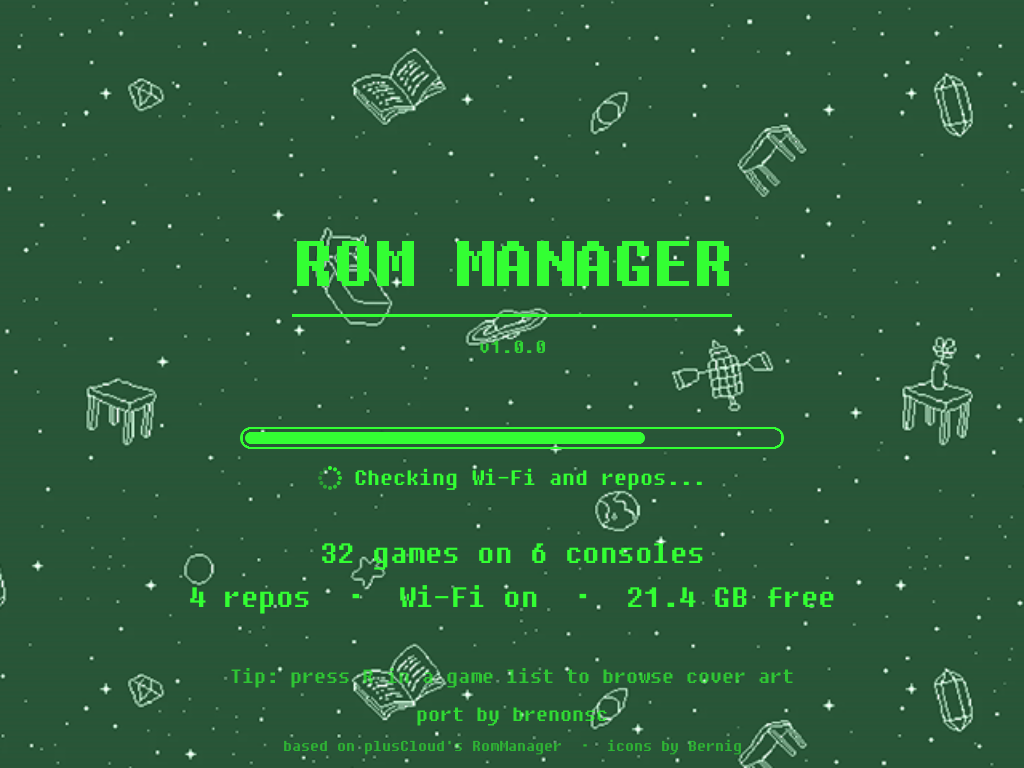 ROM MANAGER
v1.0.0
Checking Wi-Fi and repos...
32 games on 6 consoles
4 repos · Wi-Fi on · 21.4 GB free
Tip: press R in a game list to browse cover art
port by brenonsc
based on plusCloud's RomManager · icons by Bernig